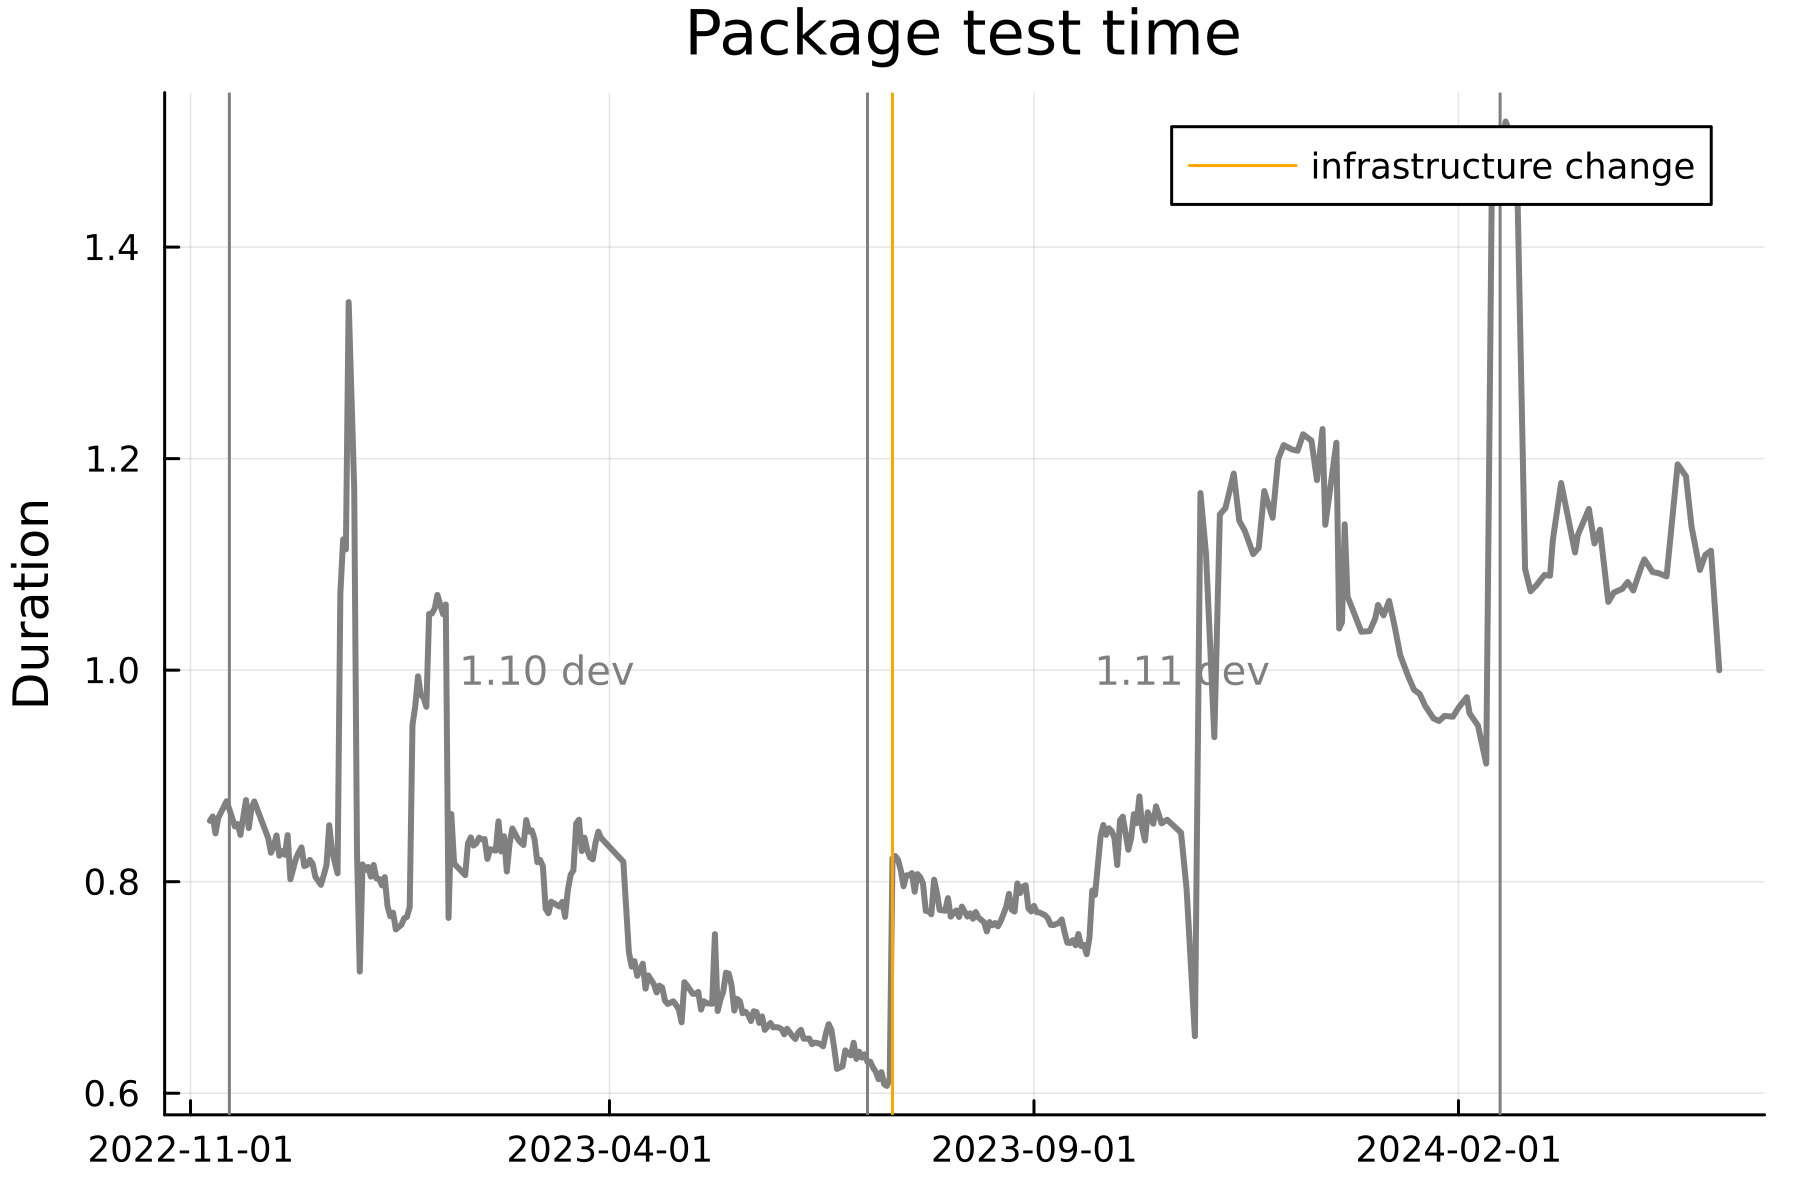 Package test time
infrastructure change
1.4
1.2
1.0
0.8
0.6
Duration
1.10 dev
1.11 dev
2022-11-01
2023-04-01
2023-09-01
2024-02-01